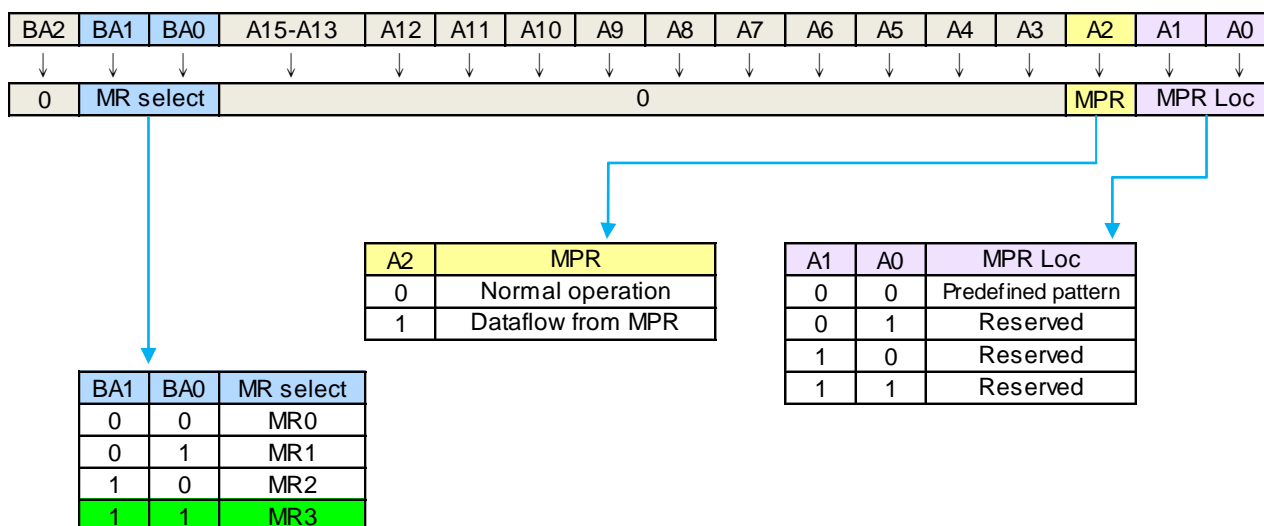 BA2 BA1 BA0 A15-A13 A12 A11 A10 A9 A8 A7 A6 A5 A4 A3 A2 A1 A0
0 MR select 0 MPR MPR Loc
A2 MPR
0 Normal operation
1 Dataflow from MPR
A1 A0 MPR Loc
0 0 Predefined pattern
0 1 Reserved
1 0 Reserved
1 1 Reserved
BA1 BA0 MR select
0 0 MR0
0 1 MR1
1 0 MR2
1 1 MR3